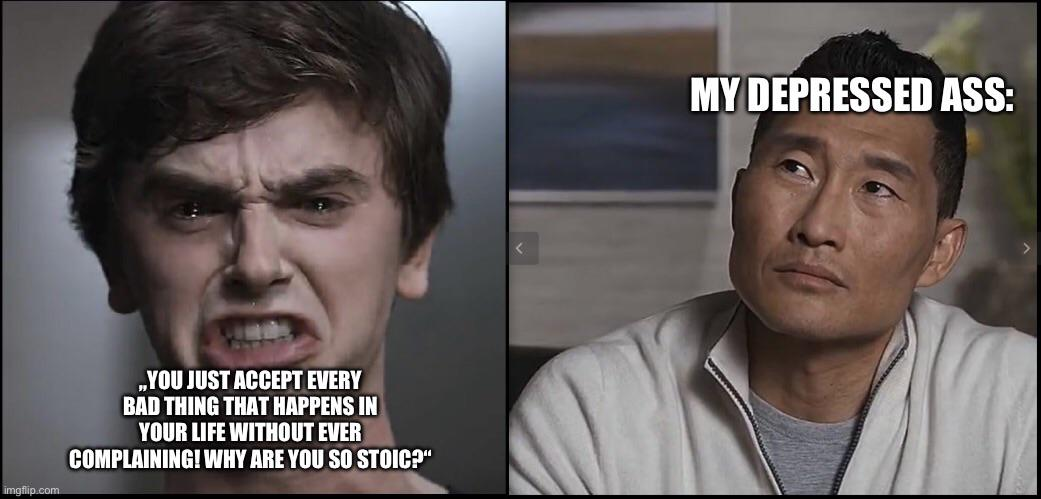 MY DEPRESSED ASS:
„YOU JUST ACCEPT EVERY
BAD THING THAT HAPPENS IN
YOUR LIFE WITHOUT EVER
COMPLAINING! WHY ARE YOU SO STOIC?“
imgflip.com